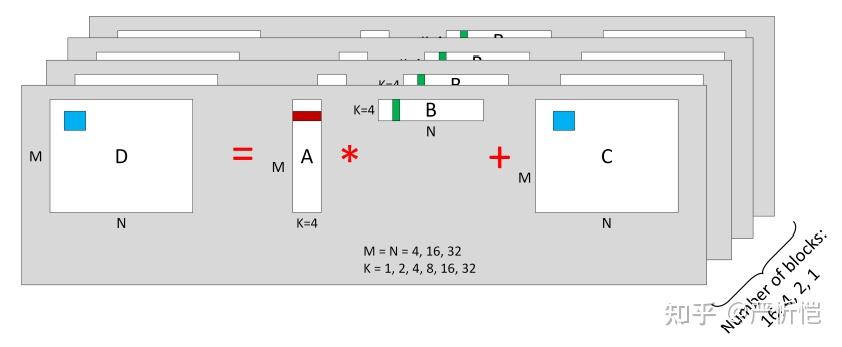 B
K=4
B
K=4
B
K=4
B
M
D
=
M
A
*
K=4
B
N
+
M
C
N
K=4
N
M = N = 4, 16, 32
K = 1, 2, 4, 8, 16, 32
Number of blocks:
16, 4, 2, 1
知乎 @严忻恺